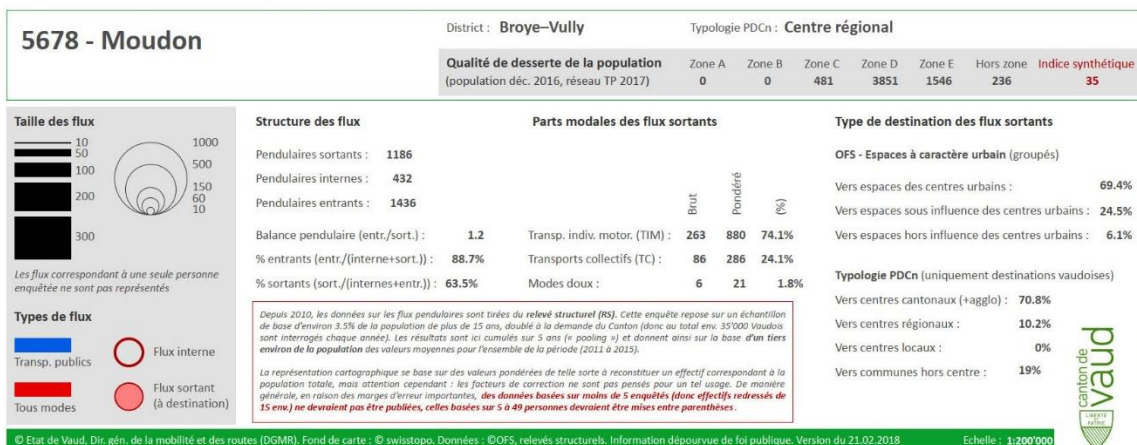 5678 - Moudon
District : Broye–Vully
Typologie PDCn : Centre régional
Qualité de desserte de la population
(population déc. 2016, réseau TP 2017)
Zone A Zone B Zone C Zone D Zone E Hors zone Indice synthétique
0 0 481 3851 1546 236 35
Taille des flux
10
50
100
200
300
1000
500
150
60
10
Les flux correspondant à une seule personne
enquêtée ne sont pas représentés
Types de flux
Transp. publics
Flux interne
Tous modes
Flux sortant
(à destination)
Structure des flux
Pendulaires sortants : 1186
Pendulaires internes : 432
Pendulaires entrants : 1436
Balance pendulaire (entr./sort.) : 1.2
% entrants (entr./(interne+sort.)) : 88.7%
% sortants (sort./(internes+entr.)) : 63.5%
Parts modales des flux sortants
Brut Pondéré (%)
Transp. indiv. motor. (TIM) : 263 880 74.1%
Transports collectifs (TC) : 86 286 24.1%
Modes doux : 6 21 1.8%
Depuis 2010, les données sur les flux pendulaires sont tirées du relevé structurel (RS). Cette enquête repose sur un échantillon
de base d'environ 3.5% de la population de plus de 15 ans, doublé à la demande du Canton (donc au total env. 35'000 Vaudois
sont interrogés chaque année). Les résultats sont ici cumulés sur 5 ans (« pooling ») et donnent ainsi sur la base d'un tiers
environ de la population des valeurs moyennes pour l'ensemble de la période (2011 à 2015).
La représentation cartographique se base sur des valeurs pondérées de telle sorte à reconstituer un effectif correspondant à la
population totale, mais attention cependant : les facteurs de correction ne sont pas pensés pour un tel usage. De manière
générale, en raison des marges d'erreur importantes, des données basées sur moins de 5 enquêtés (donc effectifs redressés de
15 env.) ne devraient pas être publiées, celles basées sur 5 à 49 personnes devraient être mises entre parenthèses.
Type de destination des flux sortants
OFS - Espaces à caractère urbain (groupés)
Vers espaces des centres urbains : 69.4%
Vers espaces sous influence des centres urbains : 24.5%
Vers espaces hors influence des centres urbains : 6.1%
Typologie PDCn (uniquement destinations vaudoises)
Vers centres cantonaux (+agglo) : 70.8%
Vers centres régionaux : 10.2%
Vers centres locaux : 0%
Vers communes hors centre : 19%
canton de
vaud
LIBERTÉ
ET
PATRIE
© Etat de Vaud, Dir. gén. de la mobilité et des routes (DGMR). Fond de carte : © swisstopo. Données : ©OFS, relevés structurels. Information dépourvue de foi publique. Version du 21.02.2018
Echelle : 1:200'000